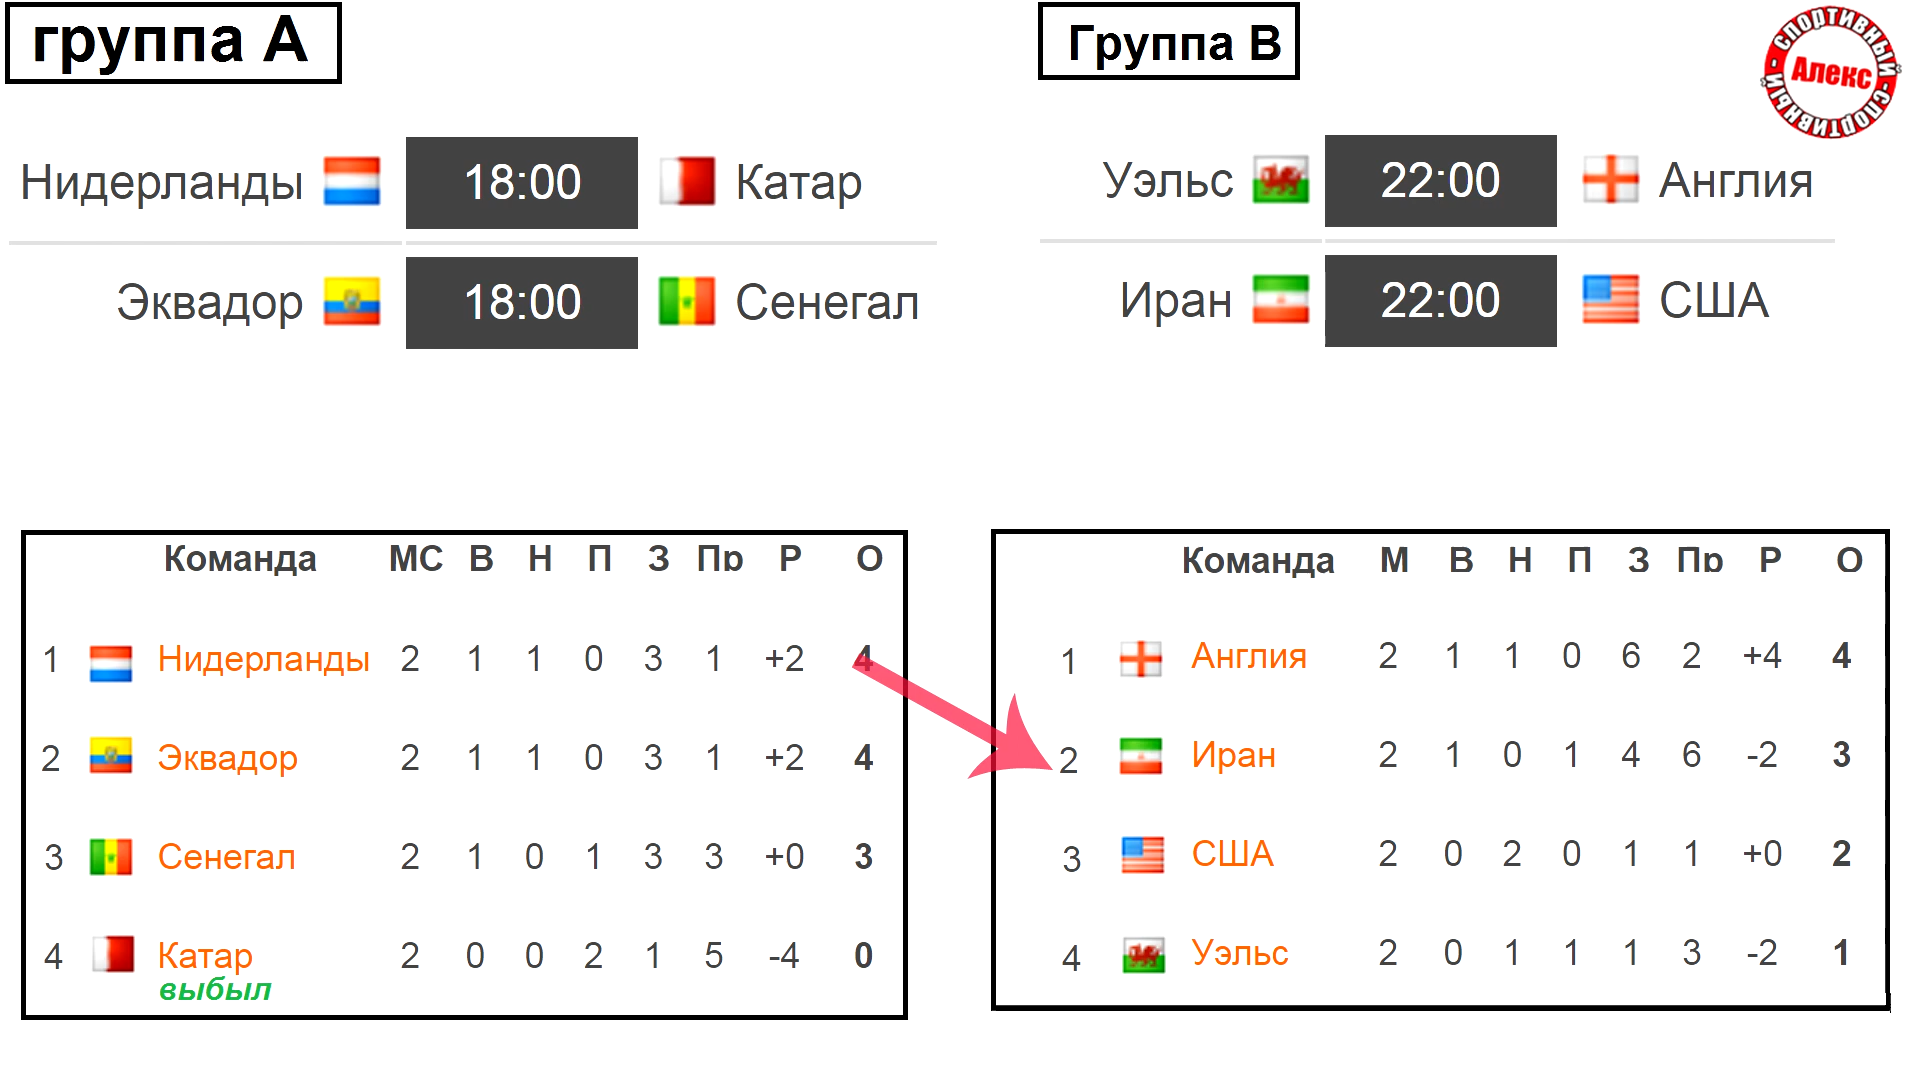 группа А
Группа В
СПОРТИВНЫЙ - СПОРТИВНЫЙ -
Алекс
Нидерланды 18:00 Катар
Эквадор 18:00 Сенегал
Уэльс 22:00 Англия
Иран 22:00 США
Команда МС В Н П З Пр Р О
1 Нидерланды 2 1 1 0 3 1 +2 4
2 Эквадор 2 1 1 0 3 1 +2 4
3 Сенегал 2 1 0 1 3 3 +0 3
4 Катар 2 0 0 2 1 5 -4 0
выбыл
Команда М В Н П З Пр Р О
1 Англия 2 1 1 0 6 2 +4 4
2 Иран 2 1 0 1 4 6 -2 3
3 США 2 0 2 0 1 1 +0 2
4 Уэльс 2 0 1 1 1 3 -2 1